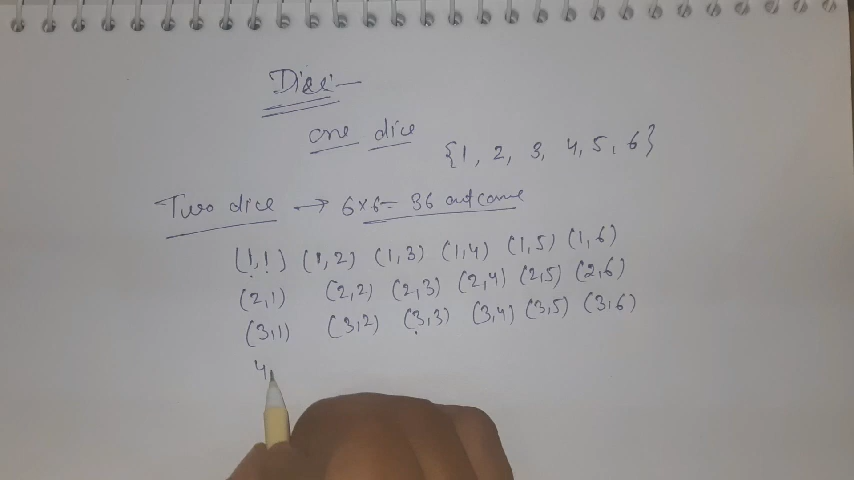 Dice:-
one dice
{1, 2, 3, 4, 5, 6}
Two dice → 6×6= 36 outcome
(1,1) (1,2) (1,3) (1,4) (1,5) (1,6)
(2,1) (2,2) (2,3) (2,4) (2,5) (2,6)
(3,1) (3,2) (3,3) (3,4) (3,5) (3,6)
4,